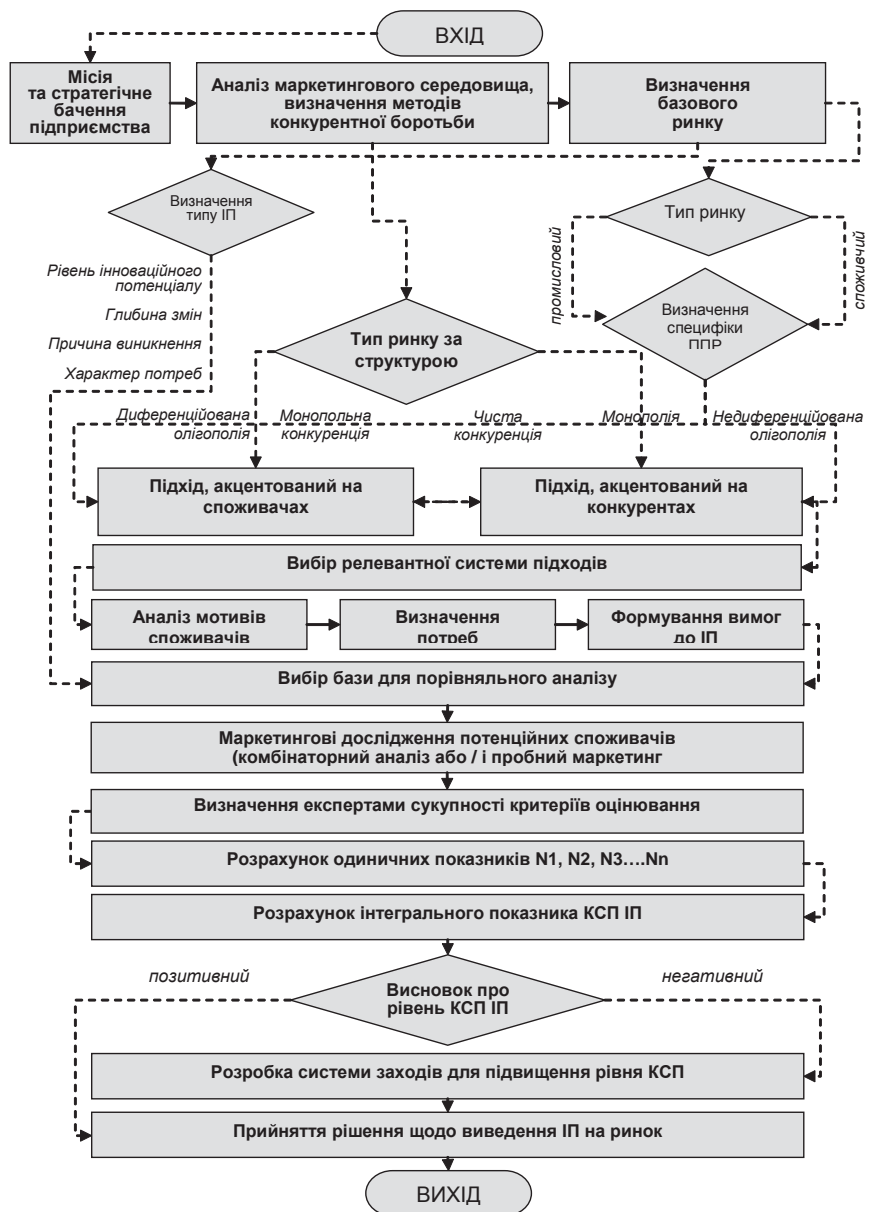 ВХІД
Місія
та стратегічне
бачення
підприємства
Аналіз маркетингового середовища,
визначення методів
конкурентної боротьби
Визначення
базового
ринку
Визначення
типу ІП
Тип ринку
промисловий
споживчий
Рівень інноваційного
потенціалу
Глибина змін
Причина виникнення
Характер потреб
Визначення
специфіки
ППР
Тип ринку за
структурою
Диференційована
олігополія
Монопольна
конкуренція
Чиста
конкуренція
Монополія
Недиференційована
олігополія
Підхід, акцентований на
споживачах
Підхід, акцентований на
конкурентах
Вибір релевантної системи підходів
Аналіз мотивів
споживачів
Визначення
потреб
Формування вимог
до ІП
Вибір бази для порівняльного аналізу
Маркетингові дослідження потенційних споживачів
(комбінаторний аналіз або / і пробний маркетинг
Визначення експертами сукупності критеріїв оцінювання
Розрахунок одиничних показників N1, N2, N3….Nn
Розрахунок інтегрального показника КСП ІП
позитивний
негативний
Висновок про
рівень КСП ІП
Розробка системи заходів для підвищення рівня КСП
Прийняття рішення щодо виведення ІП на ринок
ВИХІД